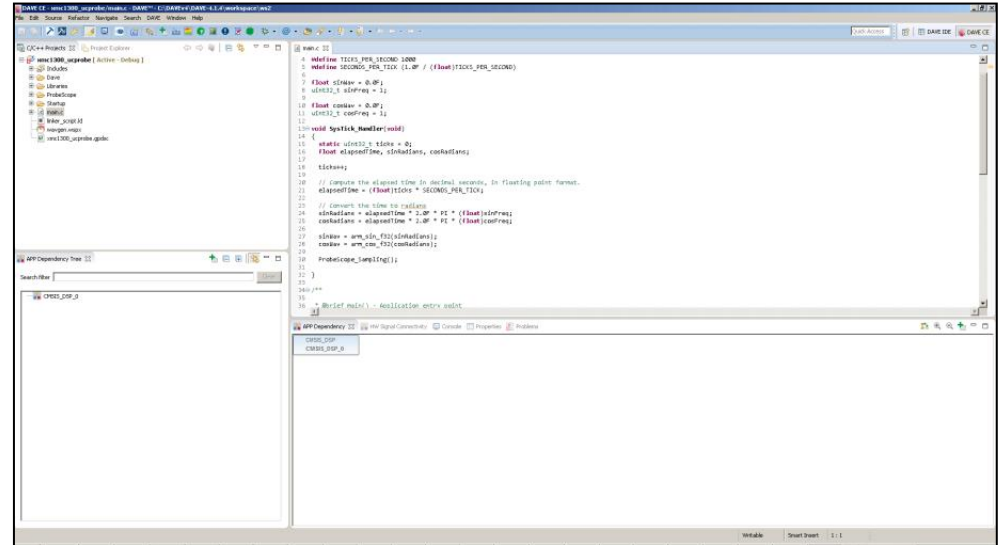 DAVE CE - xmc1300_ucprobe/main.c - DAVE™ - C:\DAVEv4\DAVE-4.1.4\workspace\ws2
File Edit Source Refactor Navigate Search DAVE Window Help
Quick Access
DAVE IDE
DAVE CE
C/C++ Projects
Project Explorer
xmc1300_ucprobe [ Active - Debug ]
Includes
Dave
Libraries
ProbeScope
Startup
main.c
linker_script.ld
wavgen.wspx
xmc1300_ucprobe.gpdsc
main.c
4 #define TICKS_PER_SECOND 1000
5 #define SECONDS_PER_TICK (1.0F / (float)TICKS_PER_SECOND)
6
7 float sinWav = 0.0F;
8 uint32_t sinFreq = 1;
9
10 float cosWav = 0.0F;
11 uint32_t cosFreq = 1;
12
13 void SysTick_Handler(void)
14 {
15 static uint32_t ticks = 0;
16 float elapsedTime, sinRadians, cosRadians;
17
18 ticks++;
19
20 // Compute the elapsed time in decimal seconds, in floating point format.
21 elapsedTime = (float)ticks * SECONDS_PER_TICK;
22
23 // Convert the time to radians
24 sinRadians = elapsedTime * 2.0F * PI * (float)sinFreq;
25 cosRadians = elapsedTime * 2.0F * PI * (float)cosFreq;
26
27 sinWav = arm_sin_f32(sinRadians);
28 cosWav = arm_cos_f32(cosRadians);
29
30 ProbeScope_Sampling();
31
32 }
33
34 /**
35
36 * @brief main() - Application entry point
APP Dependency Tree
Search Filter
Clear
CMSIS_DSP_0
APP Dependency
HW Signal Connectivity
Console
Properties
Problems
CMSIS_DSP
CMSIS_DSP_0
Writable
Smart Insert
1 : 1